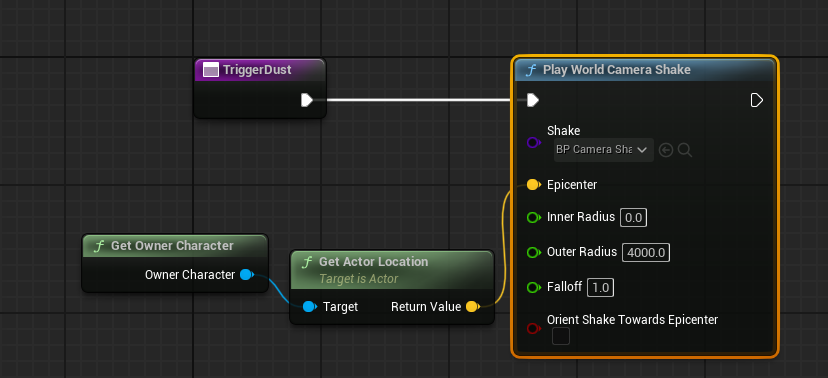 TriggerDust
Play World Camera Shake
Shake
BP Camera Sha
Epicenter
Inner Radius 0.0
Outer Radius 4000.0
Falloff 1.0
Orient Shake Towards Epicenter
Get Owner Character
Owner Character
Get Actor Location
Target is Actor
Target Return Value